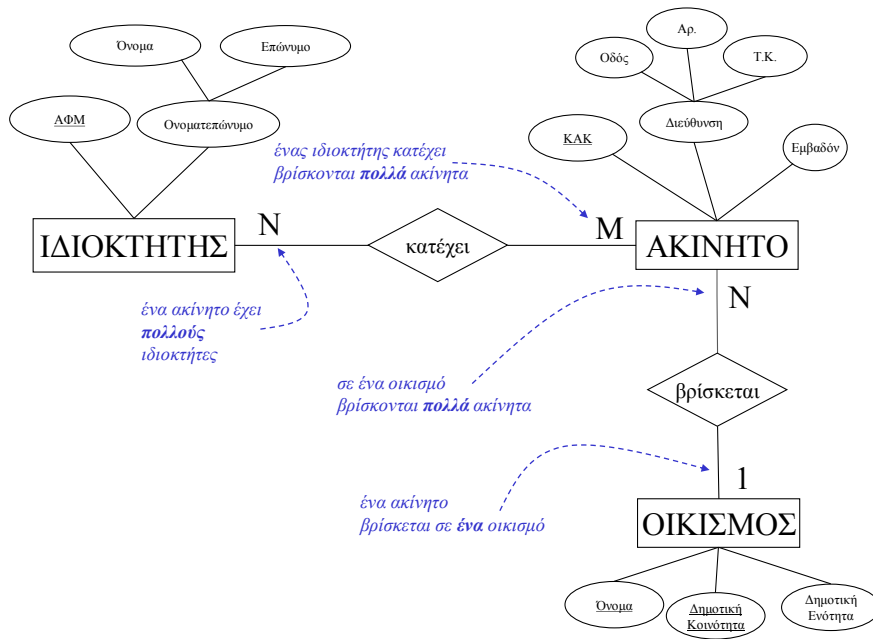 Όνομα
Επώνυμο
Αρ.
Οδός
Τ.Κ.
ΑΦΜ
Ονοματεπώνυμο
Διεύθυνση
ΚΑΚ
Εμβαδόν
ένας ιδιοκτήτης κατέχει
βρίσκονται πολλά ακίνητα
ΙΔΙΟΚΤΗΤΗΣ
N
κατέχει
M
ΑΚΙΝΗΤΟ
N
ένα ακίνητο έχει
πολλούς
ιδιοκτήτες
σε ένα οικισμό
βρίσκονται πολλά ακίνητα
βρίσκεται
ένα ακίνητο
βρίσκεται σε ένα οικισμό
1
ΟΙΚΙΣΜΟΣ
Όνομα
Δημοτική
Κοινότητα
Δημοτική
Ενότητα